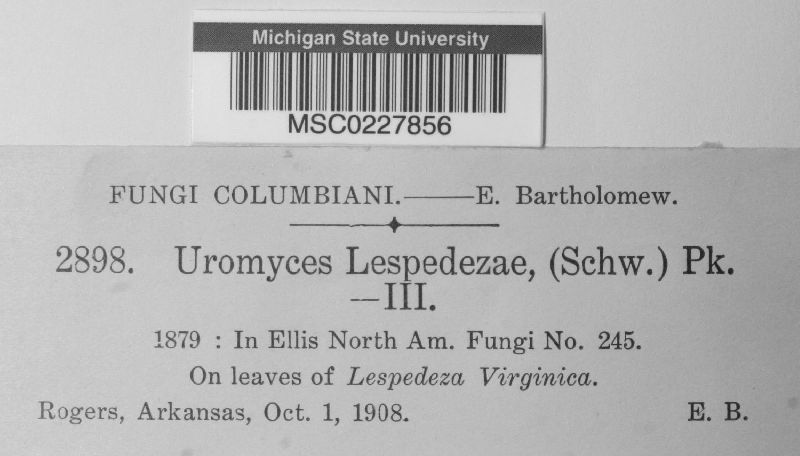 Michigan State University
MSC0227856
FUNGI COLUMBIANI.——E. Bartholomew.
2898. Uromyces Lespedezae, (Schw.) Pk.
—III.
1879 : In Ellis North Am. Fungi No. 245.
On leaves of Lespedeza Virginica.
Rogers, Arkansas, Oct. 1, 1908. E. B.